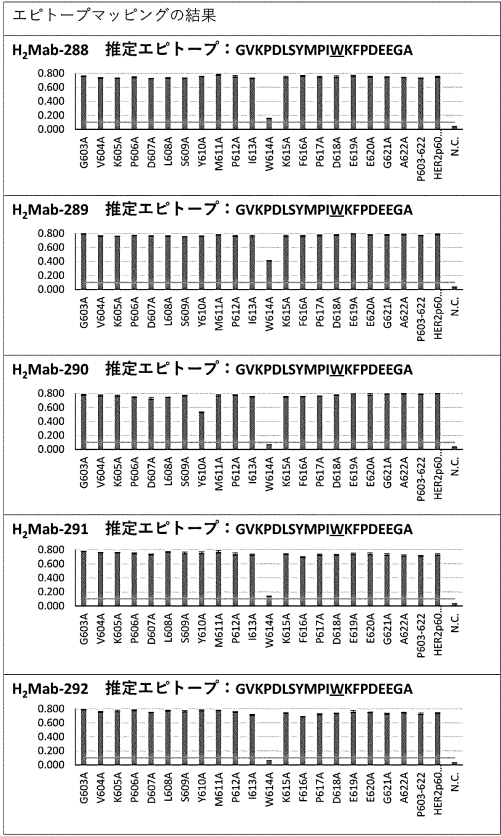 エピトープマッピングの結果
H₂Mab-288 推定エピトープ：GVKPDLSYMPIWKFPDEEGA
0.800
0.600
0.400
0.200
0.000
G603A V604A K605A P606A D607A L608A S609A Y610A M611A P612A I613A W614A K615A F616A P617A D618A E619A E620A G621A A622A P603-622 HER2p60… N.C.
H₂Mab-289 推定エピトープ：GVKPDLSYMPIWKFPDEEGA
0.800
0.600
0.400
0.200
0.000
G603A V604A K605A P606A D607A L608A S609A Y610A M611A P612A I613A W614A K615A F616A P617A D618A E619A E620A G621A A622A P603-622 HER2p60… N.C.
H₂Mab-290 推定エピトープ：GVKPDLSYMPIWKFPDEEGA
0.800
0.600
0.400
0.200
0.000
G603A V604A K605A P606A D607A L608A S609A Y610A M611A P612A I613A W614A K615A F616A P617A D618A E619A E620A G621A A622A P603-622 HER2p60… N.C.
H₂Mab-291 推定エピトープ：GVKPDLSYMPIWKFPDEEGA
0.800
0.600
0.400
0.200
0.000
G603A V604A K605A P606A D607A L608A S609A Y610A M611A P612A I613A W614A K615A F616A P617A D618A E619A E620A G621A A622A P603-622 HER2p60… N.C.
H₂Mab-292 推定エピトープ：GVKPDLSYMPIWKFPDEEGA
0.800
0.600
0.400
0.200
0.000
G603A V604A K605A P606A D607A L608A S609A Y610A M611A P612A I613A W614A K615A F616A P617A D618A E619A E620A G621A A622A P603-622 HER2p60… N.C.